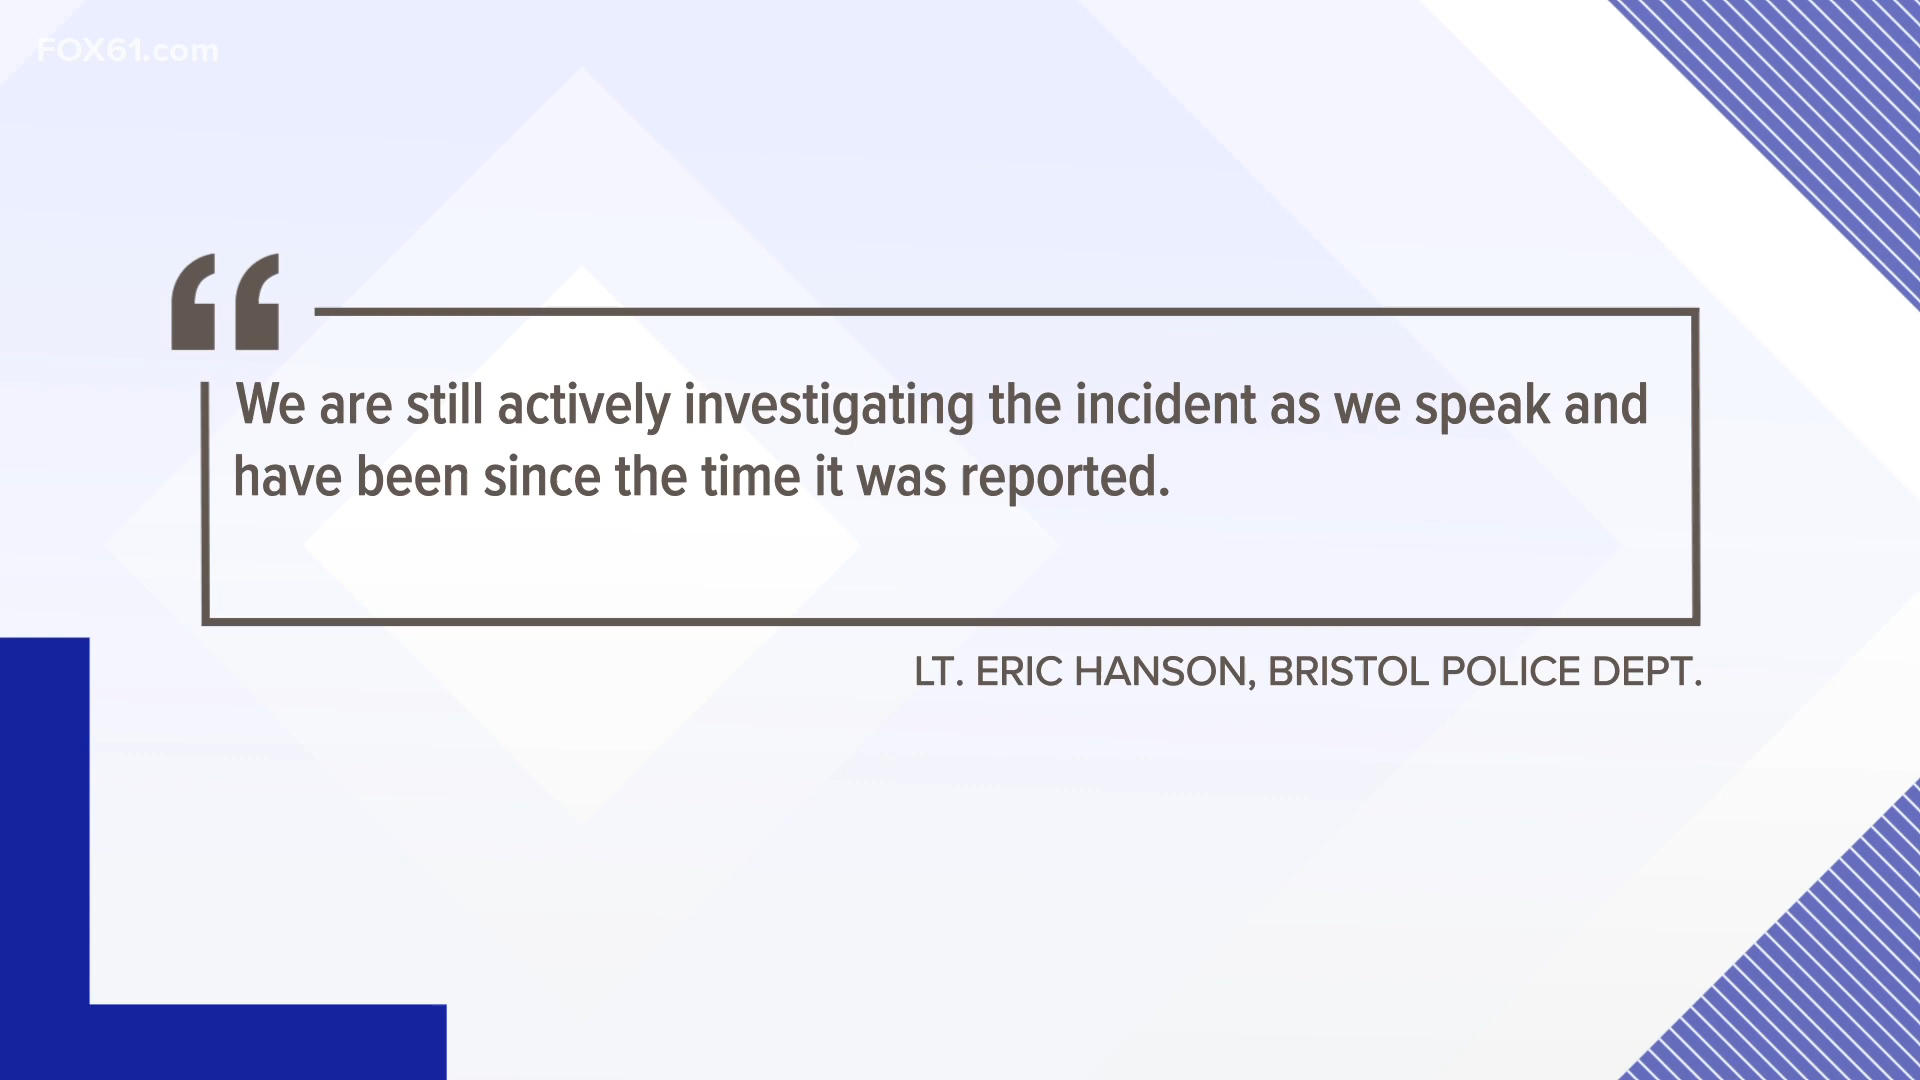 FOX61.com
“
We are still actively investigating the incident as we speak and
have been since the time it was reported.
LT. ERIC HANSON, BRISTOL POLICE DEPT.